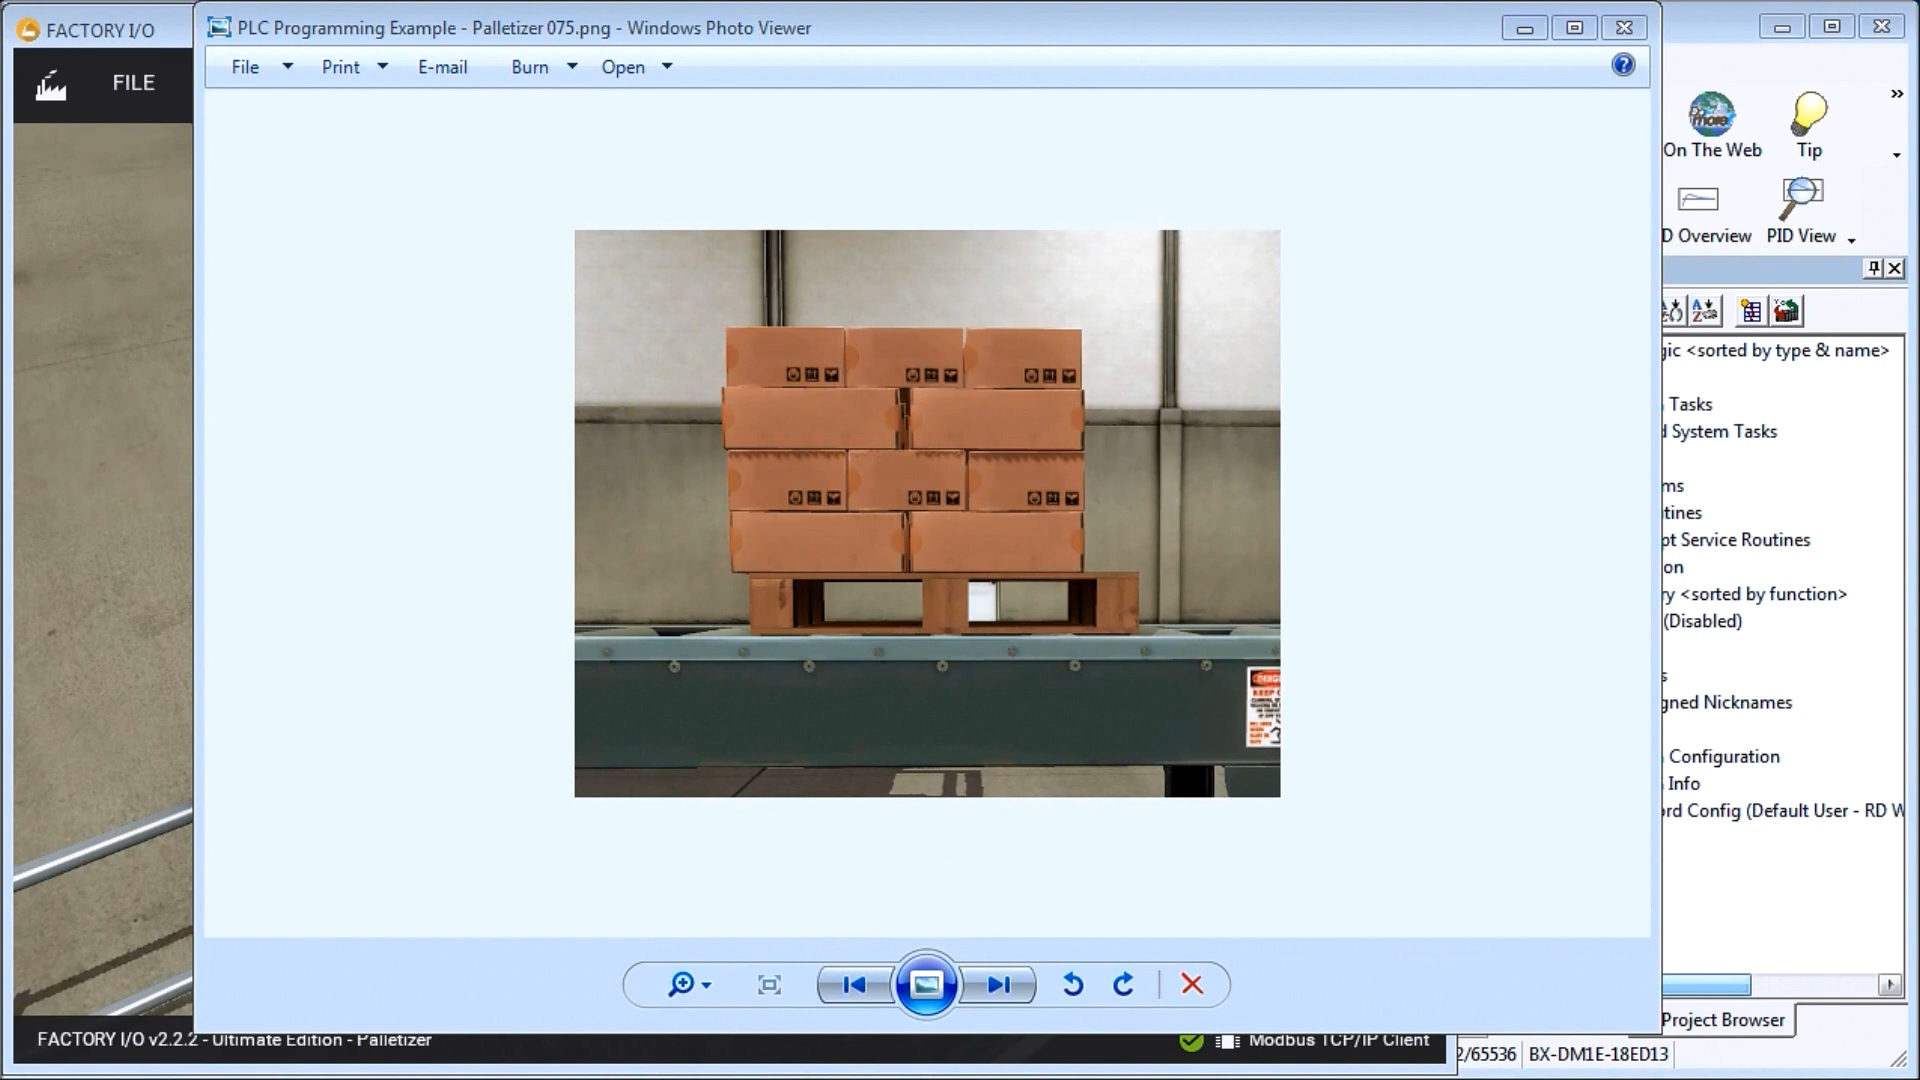 FACTORY I/O
PLC Programming Example - Palletizer 075.png - Windows Photo Viewer
FILE
File
Print
E-mail
Burn
Open
more
On The Web
Tip
D Overview
PID View
gic <sorted by type & name>
Tasks
d System Tasks
ms
tines
pt Service Routines
on
ry <sorted by function>
(Disabled)
s
gned Nicknames
Configuration
Info
ord Config (Default User - RD W
Project Browser
FACTORY I/O v2.2.2 - Ultimate Edition - Palletizer
Modbus TCP/IP Client
2/65536
BX-DM1E-18ED13